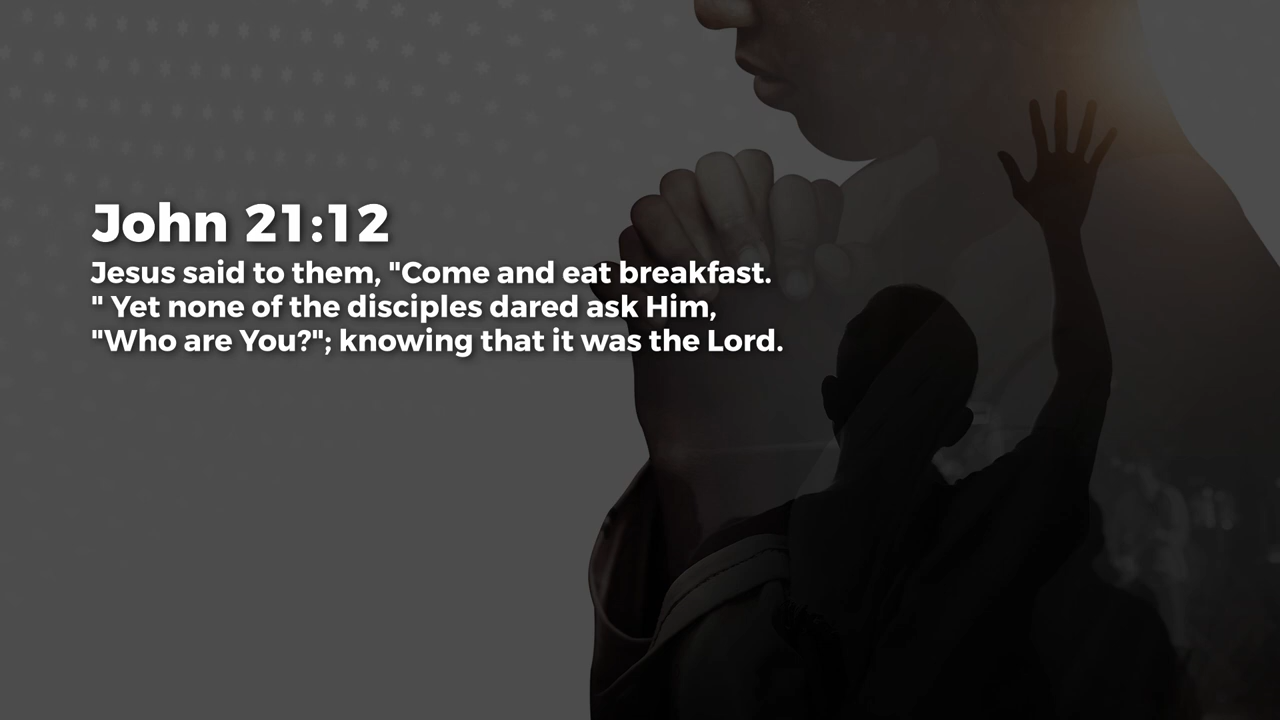 John 21:12
Jesus said to them, "Come and eat breakfast.
" Yet none of the disciples dared ask Him,
"Who are You?"; knowing that it was the Lord.